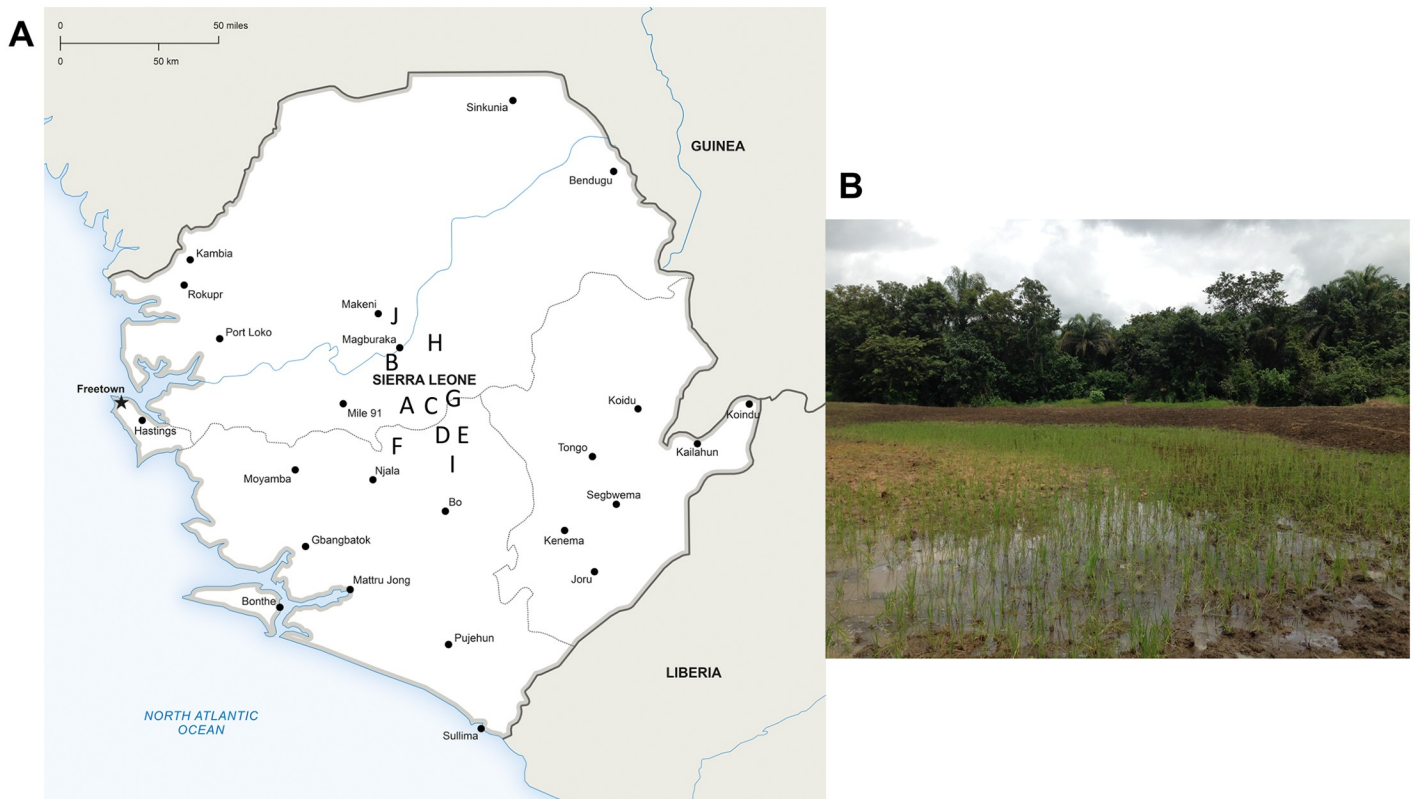 A
0 50 miles
0 50 km
Sinkunia
GUINEA
Bendugu
B
Kambia
Rokupr
Makeni
J
Port Loko
Magburaka
H
B
SIERRA LEONE
Freetown
Mile 91
A
C
G
Koidu
Koindu
Hastings
D
E
F
Tongo
Kailahun
I
Moyamba
Njala
Segbwema
Bo
Kenema
Gbangbatok
Joru
Mattru Jong
Bonthe
Pujehun
LIBERIA
NORTH ATLANTIC
OCEAN
Sullima